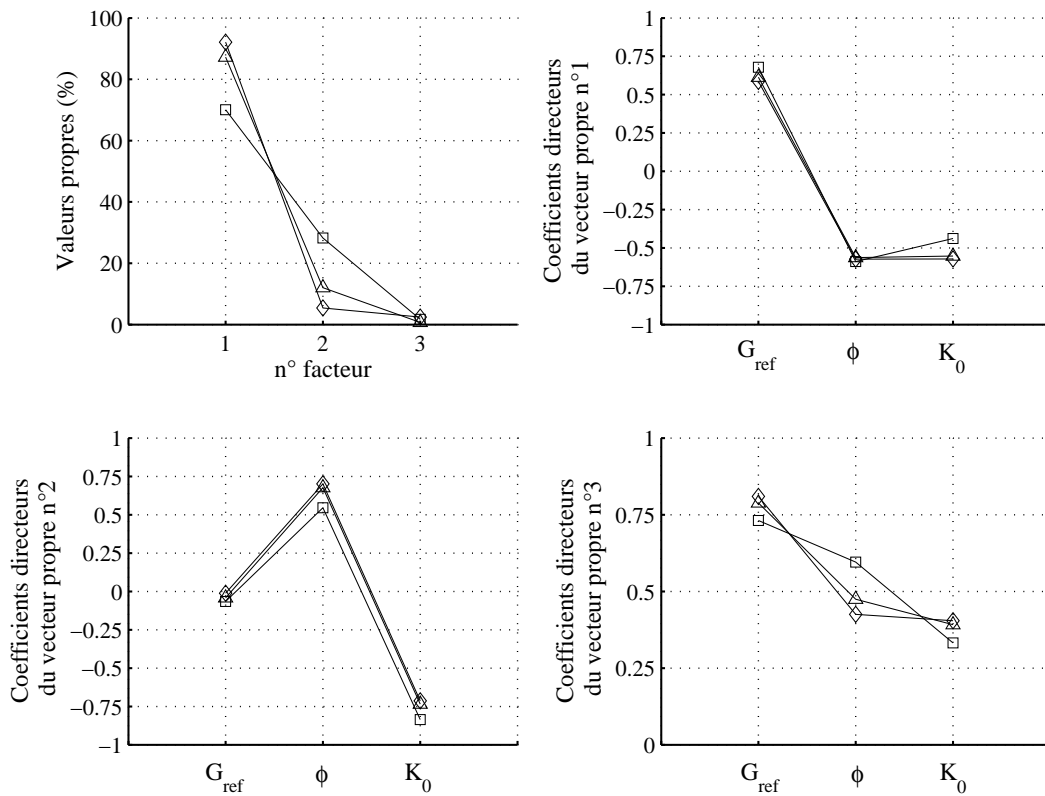 100
80
60
40
20
0
Valeurs propres (%)
1 2 3
n° facteur
1
0.75
0.5
0.25
0
−0.25
−0.5
−0.75
−1
Coefficients directeurs
du vecteur propre n°1
G_ref φ K_0
1
0.75
0.5
0.25
0
−0.25
−0.5
−0.75
−1
Coefficients directeurs
du vecteur propre n°2
G_ref φ K_0
1
0.75
0.5
0.25
0
Coefficients directeurs
du vecteur propre n°3
G_ref φ K_0